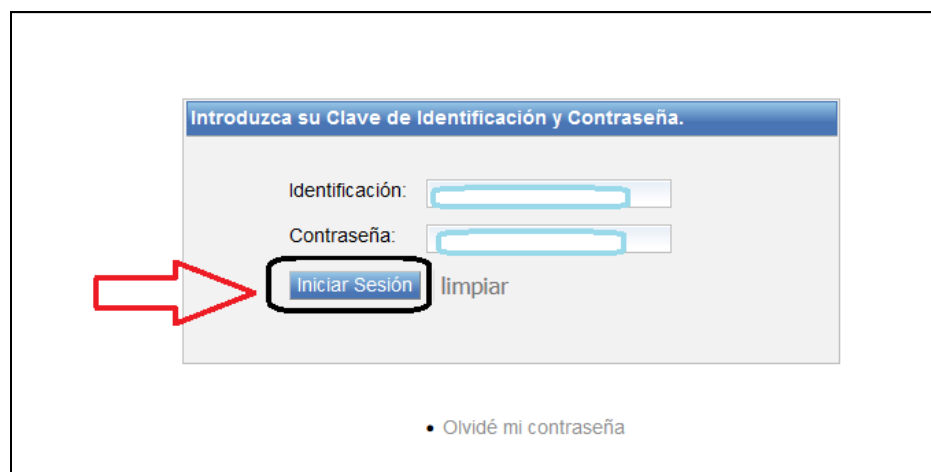 Introduzca su Clave de Identificación y Contraseña.
Identificación:
Contraseña:
Iniciar Sesión limpiar
• Olvidé mi contraseña